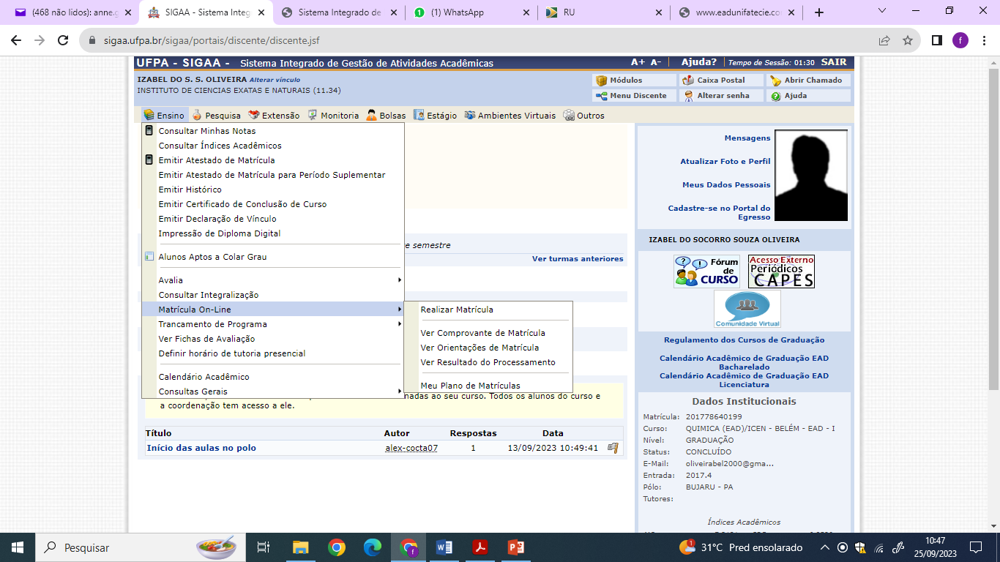 (468 não lidos): anne.g
SIGAA - Sistema Integ
Sistema Integrado de
(1) WhatsApp
RU
www.eadunifatecie.co
sigaa.ufpa.br/sigaa/portais/discente/discente.jsf
f
UFPA - SIGAA - Sistema Integrado de Gestão de Atividades Acadêmicas
A+ A-
Ajuda?
Tempo de Sessão: 01:30
SAIR
IZABEL DO S. S. OLIVEIRA Alterar vínculo
INSTITUTO DE CIENCIAS EXATAS E NATURAIS (11.34)
Módulos
Caixa Postal
Abrir Chamado
Menu Discente
Alterar senha
Ajuda
Ensino
Pesquisa
Extensão
Monitoria
Bolsas
Estágio
Ambientes Virtuais
Outros
Consultar Minhas Notas
Consultar Índices Acadêmicos
Emitir Atestado de Matrícula
Emitir Atestado de Matrícula para Período Suplementar
Emitir Histórico
Emitir Certificado de Conclusão de Curso
Emitir Declaração de Vínculo
Impressão de Diploma Digital
Alunos Aptos a Colar Grau
Avalia
Consultar Integralização
Matrícula On-Line
Trancamento de Programa
Ver Fichas de Avaliação
Definir horário de tutoria presencial
Calendário Acadêmico
Consultas Gerais
Realizar Matrícula
Ver Comprovante de Matrícula
Ver Orientações de Matrícula
Ver Resultado do Processamento
Meu Plano de Matrículas
e semestre
Ver turmas anteriores
nadas ao seu curso. Todos os alunos do curso e
a coordenação tem acesso a ele.
Título Autor Respostas Data
Início das aulas no polo alex-cocta07 1 13/09/2023 10:49:41
Mensagens
Atualizar Foto e Perfil
Meus Dados Pessoais
Cadastre-se no Portal do
Egresso
IZABEL DO SOCORRO SOUZA OLIVEIRA
Fórum
de
CURSO
Acesso Externo
Periódicos
CAPES
Comunidade Virtual
Regulamento dos Cursos de Graduação
Calendário Acadêmico de Graduação EAD
Bacharelado
Calendário Acadêmico de Graduação EAD
Licenciatura
Dados Institucionais
Matrícula: 201778640199
Curso: QUIMICA (EAD)/ICEN - BELÉM - EAD - I
Nível: GRADUAÇÃO
Status: CONCLUÍDO
E-Mail: oliveirabel2000@gma...
Entrada: 2017.4
Pólo: BUJARU - PA
Tutores:
Índices Acadêmicos
Pesquisar
31°C Pred ensolarado
10:47
25/09/2023